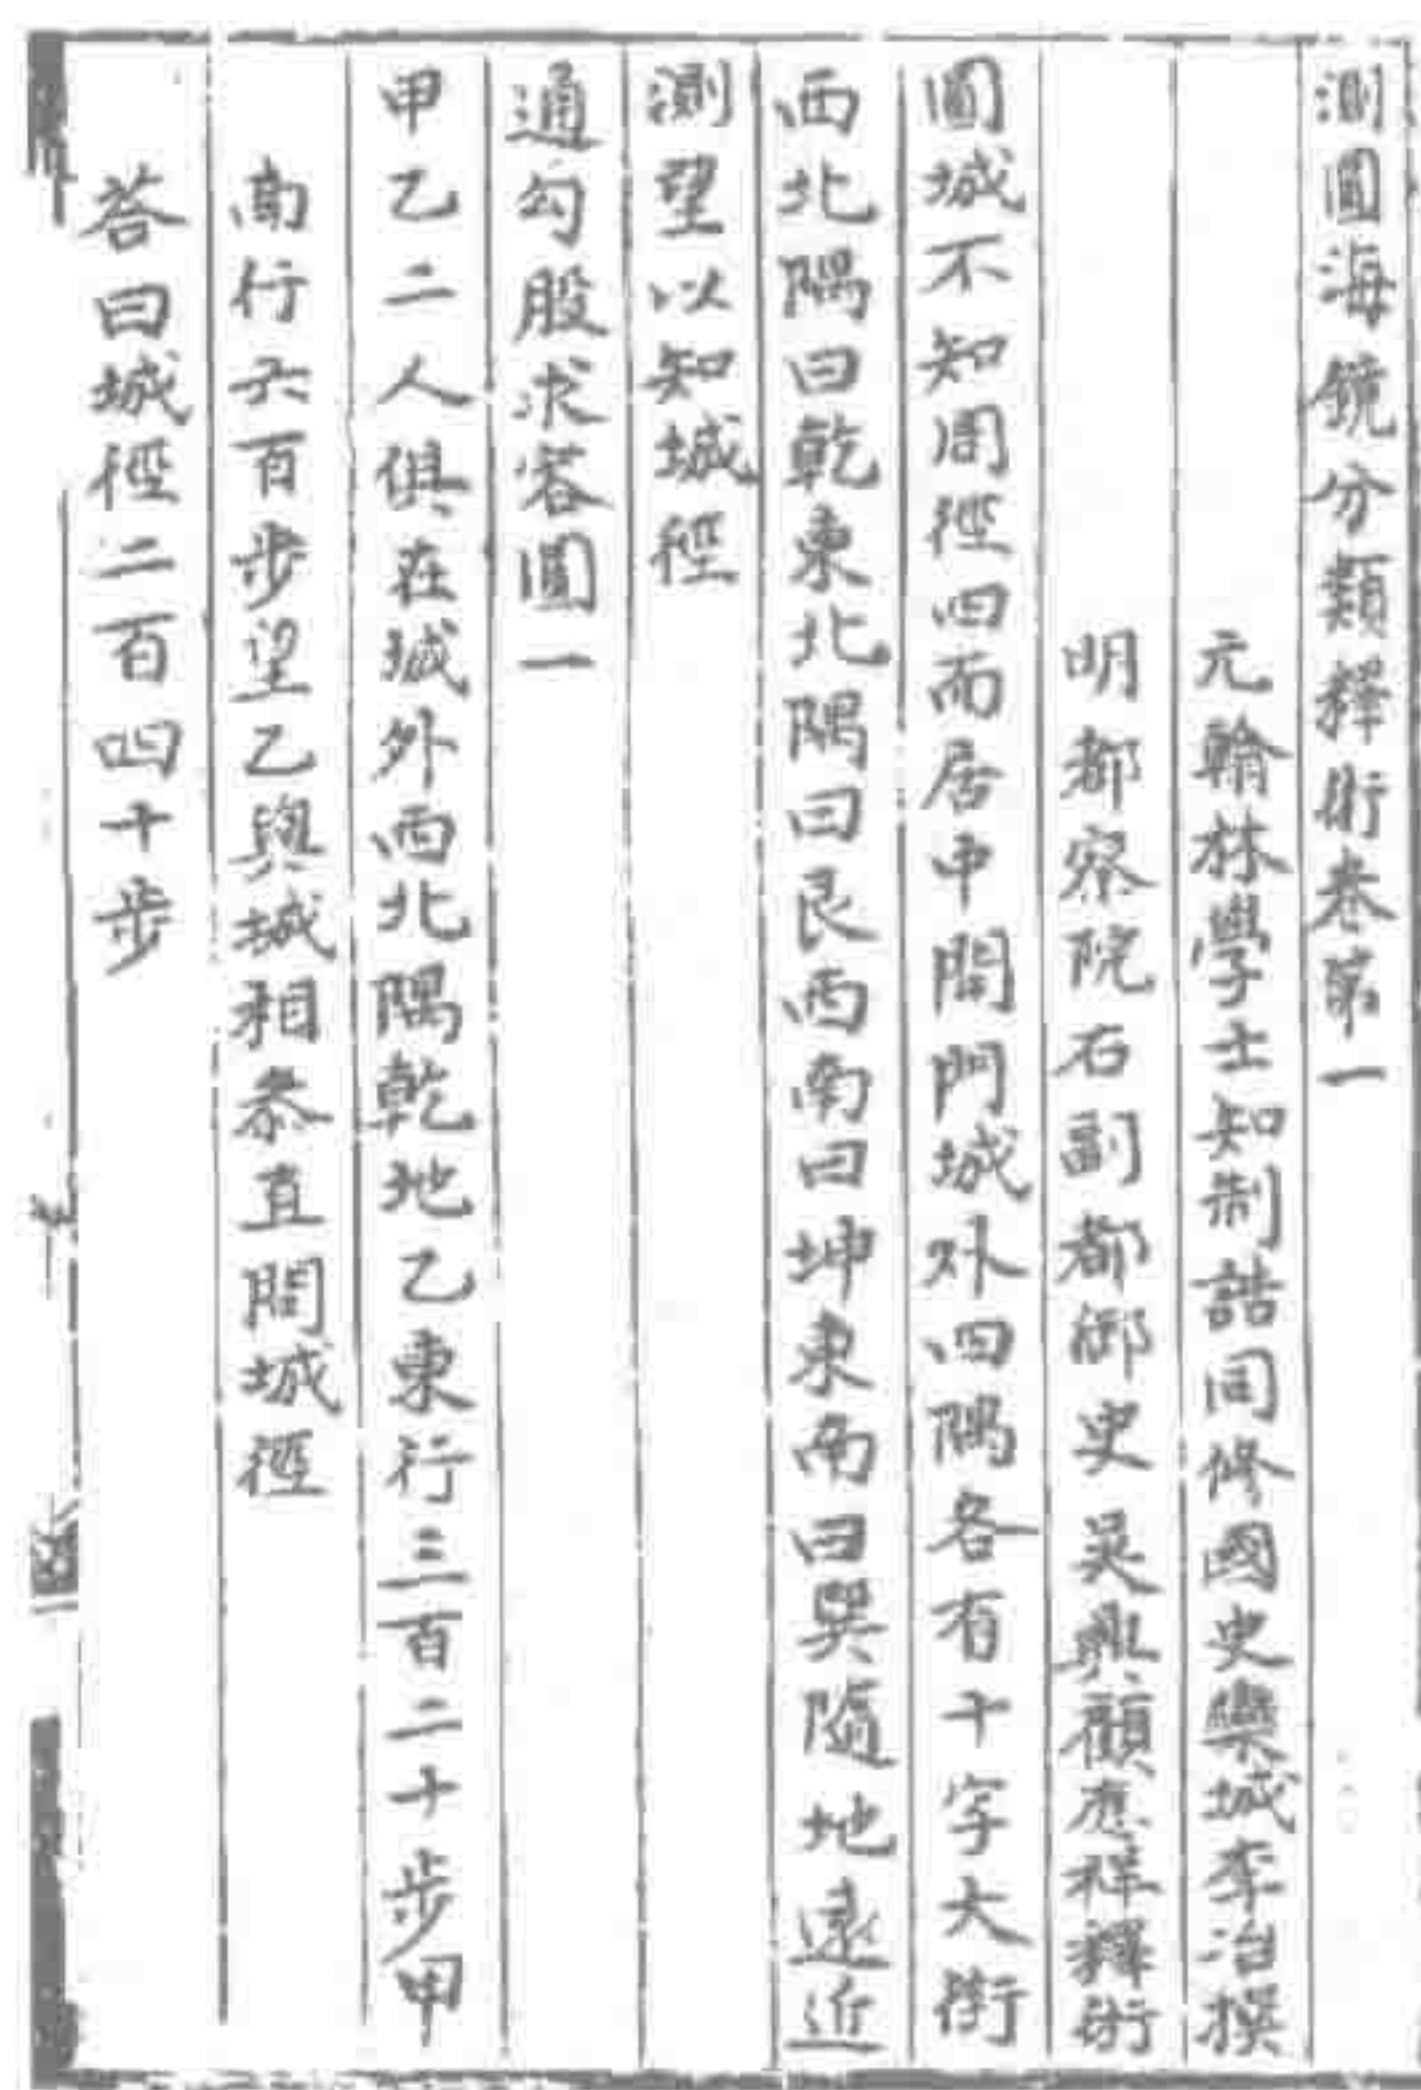 測圓海鏡分類釋術卷第一
元翰林學士知制誥同修國史欒城李冶撰
明都察院右副都御史吳興顧應祥釋術
圓城不知周徑四面居中開門城外四隅各有十字大街
西北隅曰乾東北隅曰艮西南曰坤東南曰巽隨地遠近
測望以知城徑
通勾股求容圓一
甲乙二人俱在城外西北隅乾地乙東行三百二十步甲
南行六百步望乙與城相叅直問城徑
荅曰城徑二百四十步